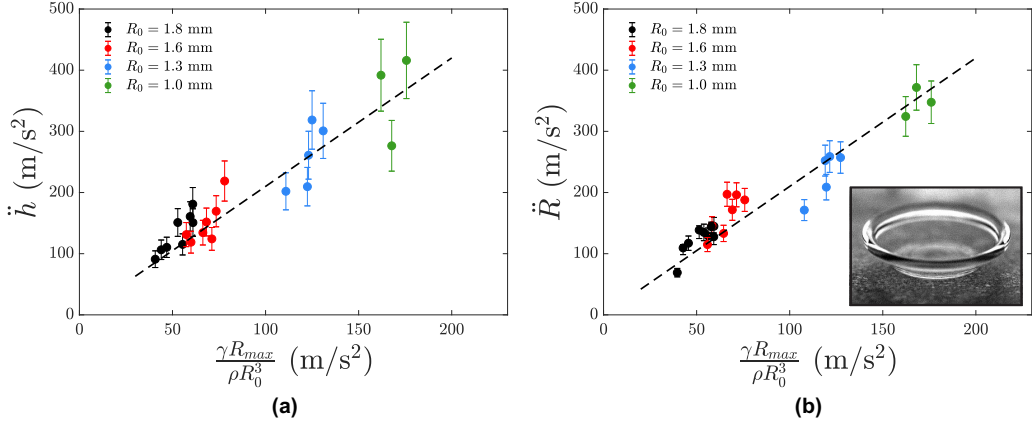 500
400
300
200
100
0
0 50 100 150 200
R₀ = 1.8 mm
R₀ = 1.6 mm
R₀ = 1.3 mm
R₀ = 1.0 mm
ḧ (m/s²)
γR_max/ρR₀³ (m/s²)
(a)
500
400
300
200
100
0
0 50 100 150 200
R₀ = 1.8 mm
R₀ = 1.6 mm
R₀ = 1.3 mm
R₀ = 1.0 mm
R̈ (m/s²)
γR_max/ρR₀³ (m/s²)
(b)